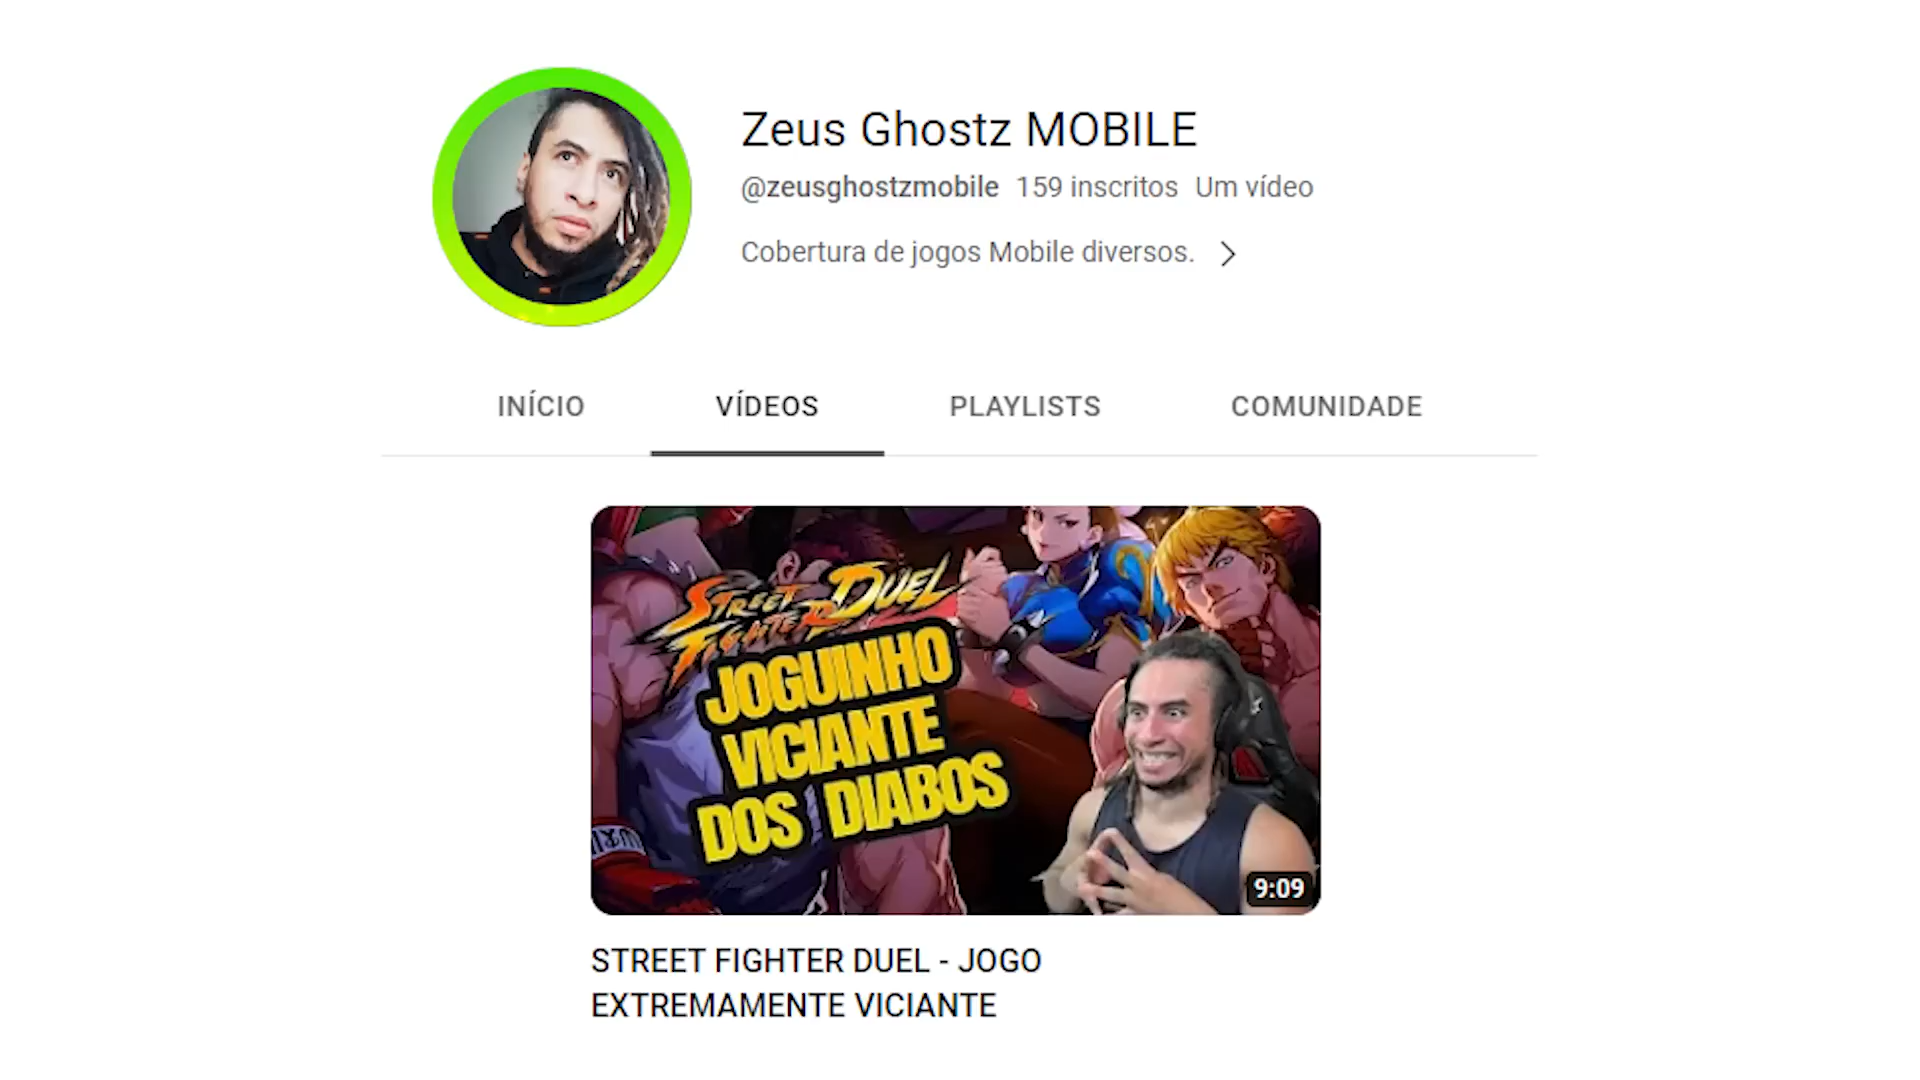 Zeus Ghostz MOBILE
@zeusghostzmobile 159 inscritos Um vídeo
Cobertura de jogos Mobile diversos.
INÍCIO VÍDEOS PLAYLISTS COMUNIDADE
STREET FIGHTER DUEL
JOGUINHO
VICIANTE
DOS DIABOS
9:09
STREET FIGHTER DUEL - JOGO
EXTREMAMENTE VICIANTE